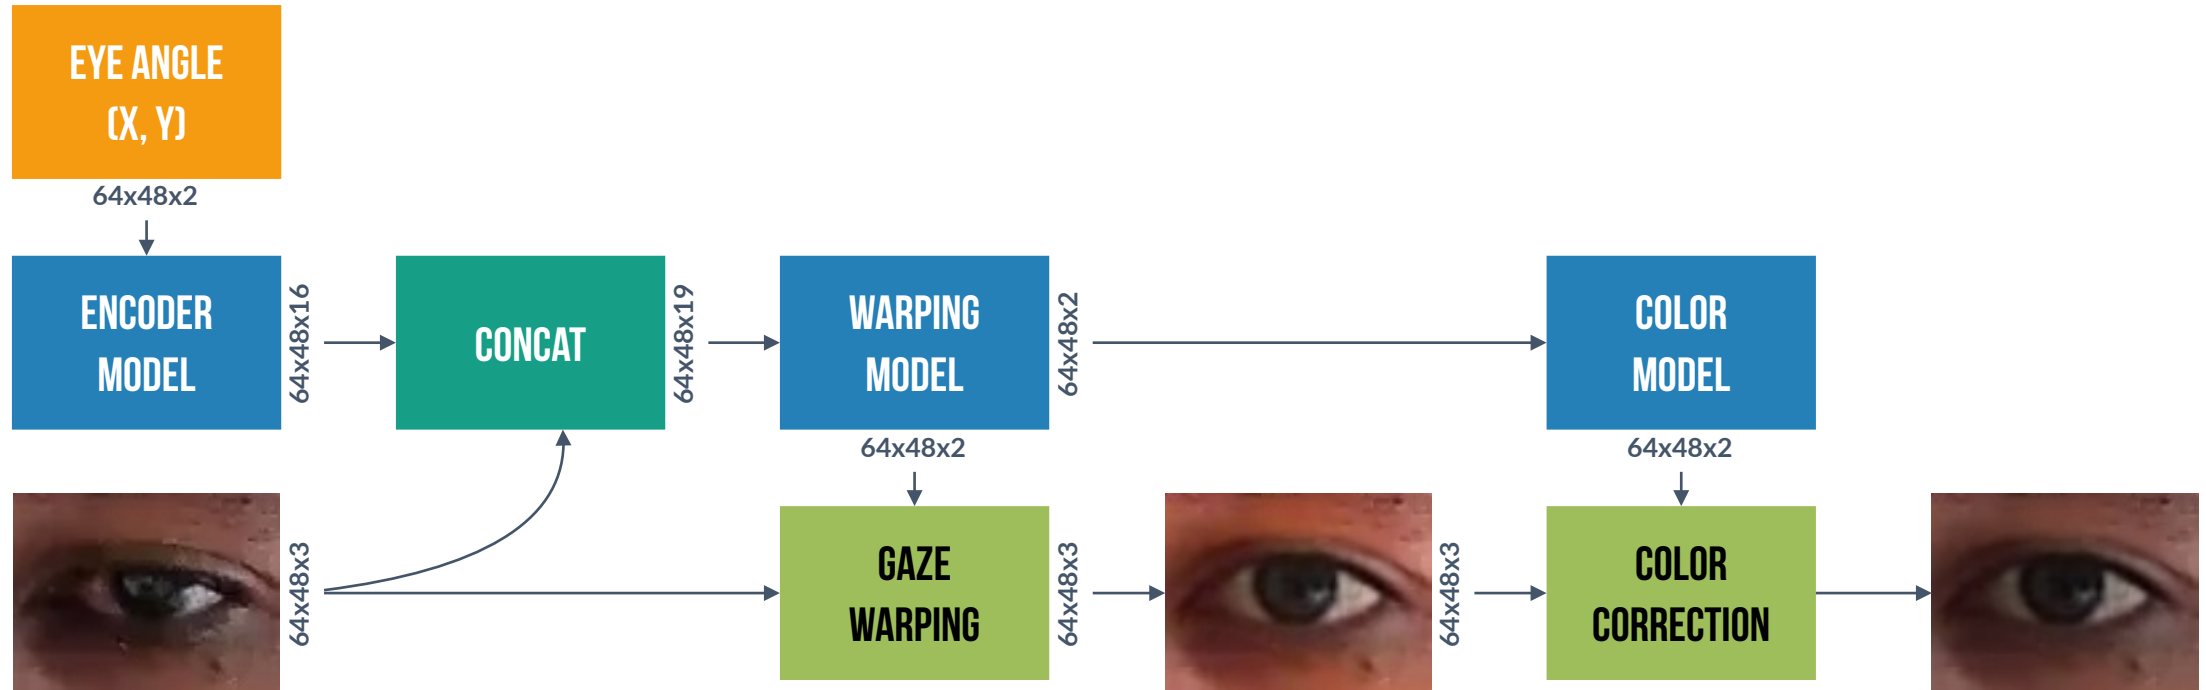 EYE ANGLE
(X, Y)
64x48x2
ENCODER
MODEL
64x48x16
CONCAT
64x48x19
WARPING
MODEL
64x48x2
COLOR
MODEL
64x48x2
64x48x2
64x48x3
GAZE
WARPING
64x48x3
64x48x3
COLOR
CORRECTION